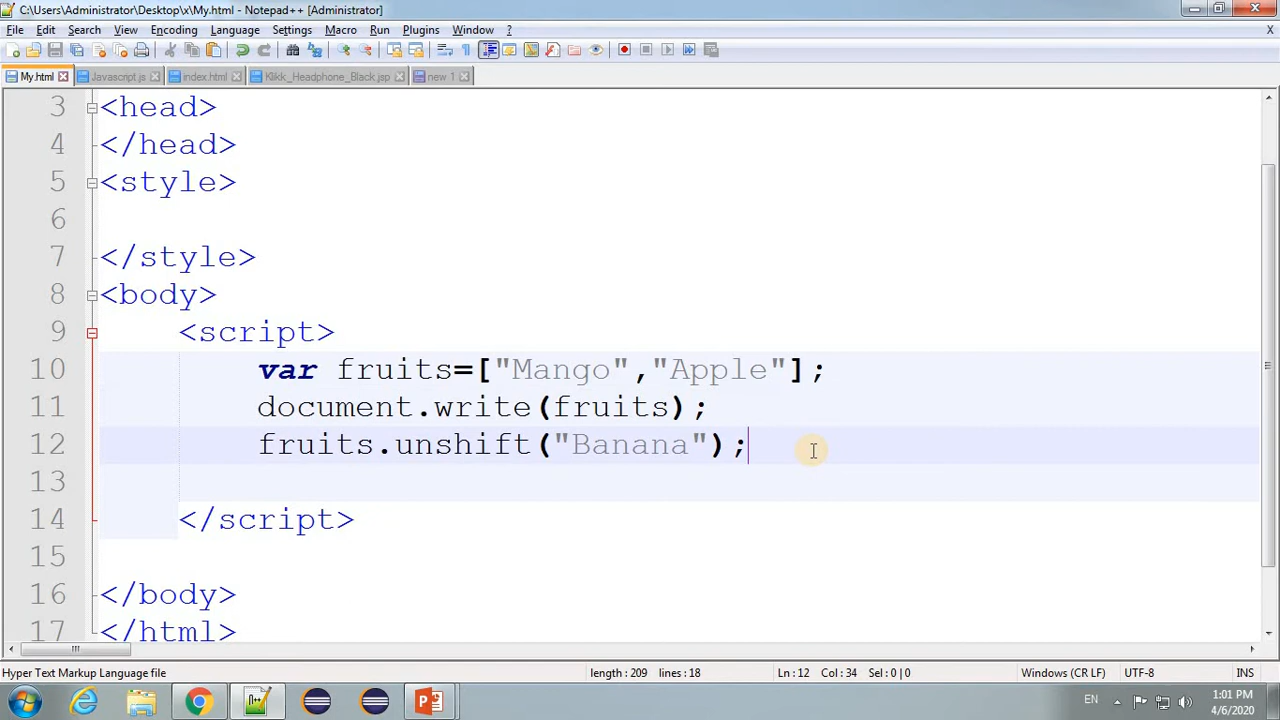 C:\Users\Administrator\Desktop\x\My.html - Notepad++ [Administrator]
File Edit Search View Encoding Language Settings Macro Run Plugins Window ? X
My.html Javascript.js index.html Klikk_Headphone_Black.jsp new 1
3 <head>
4 </head>
5 <style>
6
7 </style>
8 <body>
9 <script>
10 var fruits=["Mango","Apple"];
11 document.write(fruits);
12 fruits.unshift("Banana");
13
14 </script>
15
16 </body>
17 </html>
Hyper Text Markup Language file length : 209 lines : 18 Ln : 12 Col : 34 Sel : 0 | 0 Windows (CR LF) UTF-8 INS
EN 1:01 PM
4/6/2020